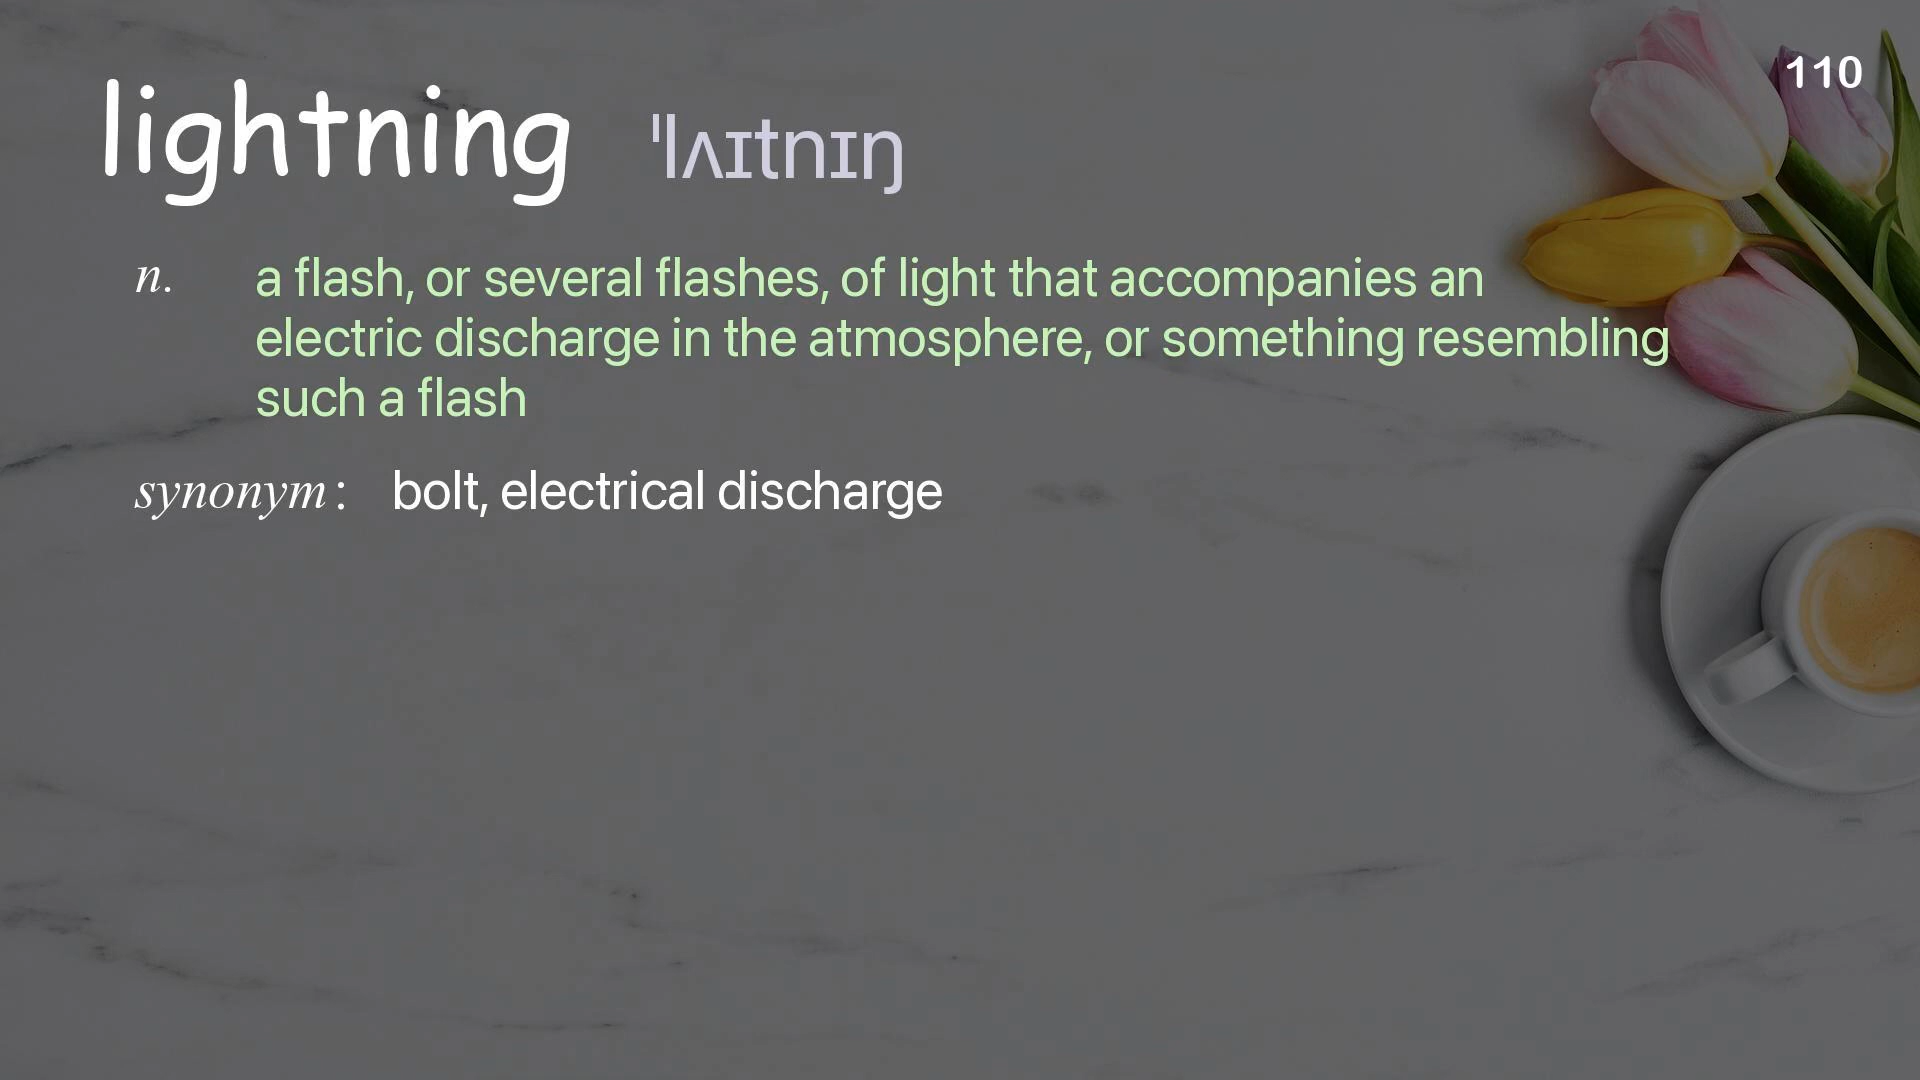 110
lightning ˈlʌɪtnɪŋ
n. a flash, or several flashes, of light that accompanies an
electric discharge in the atmosphere, or something resembling
such a flash
synonym: bolt, electrical discharge